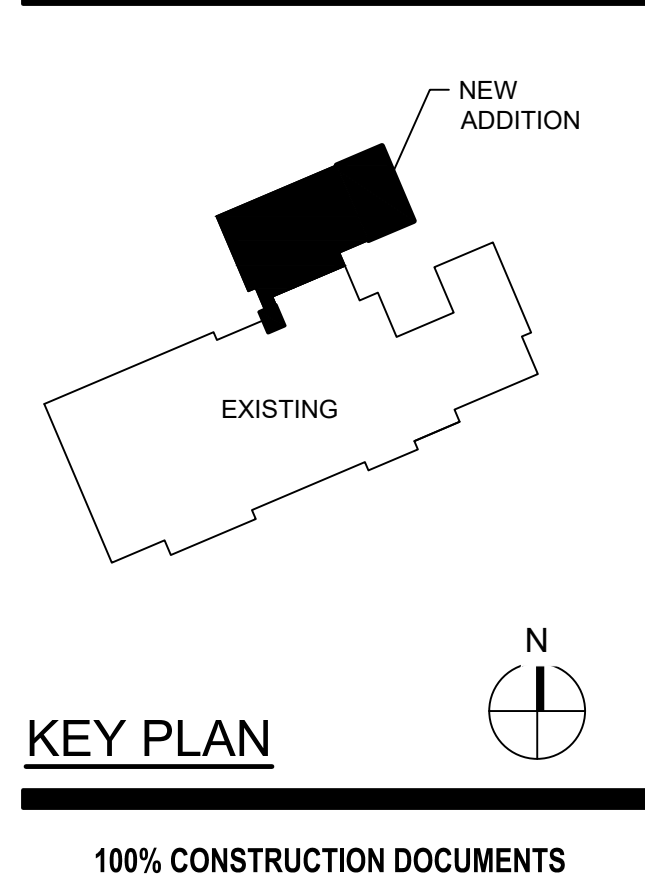 NEW
ADDITION
EXISTING
N
KEY PLAN
100% CONSTRUCTION DOCUMENTS